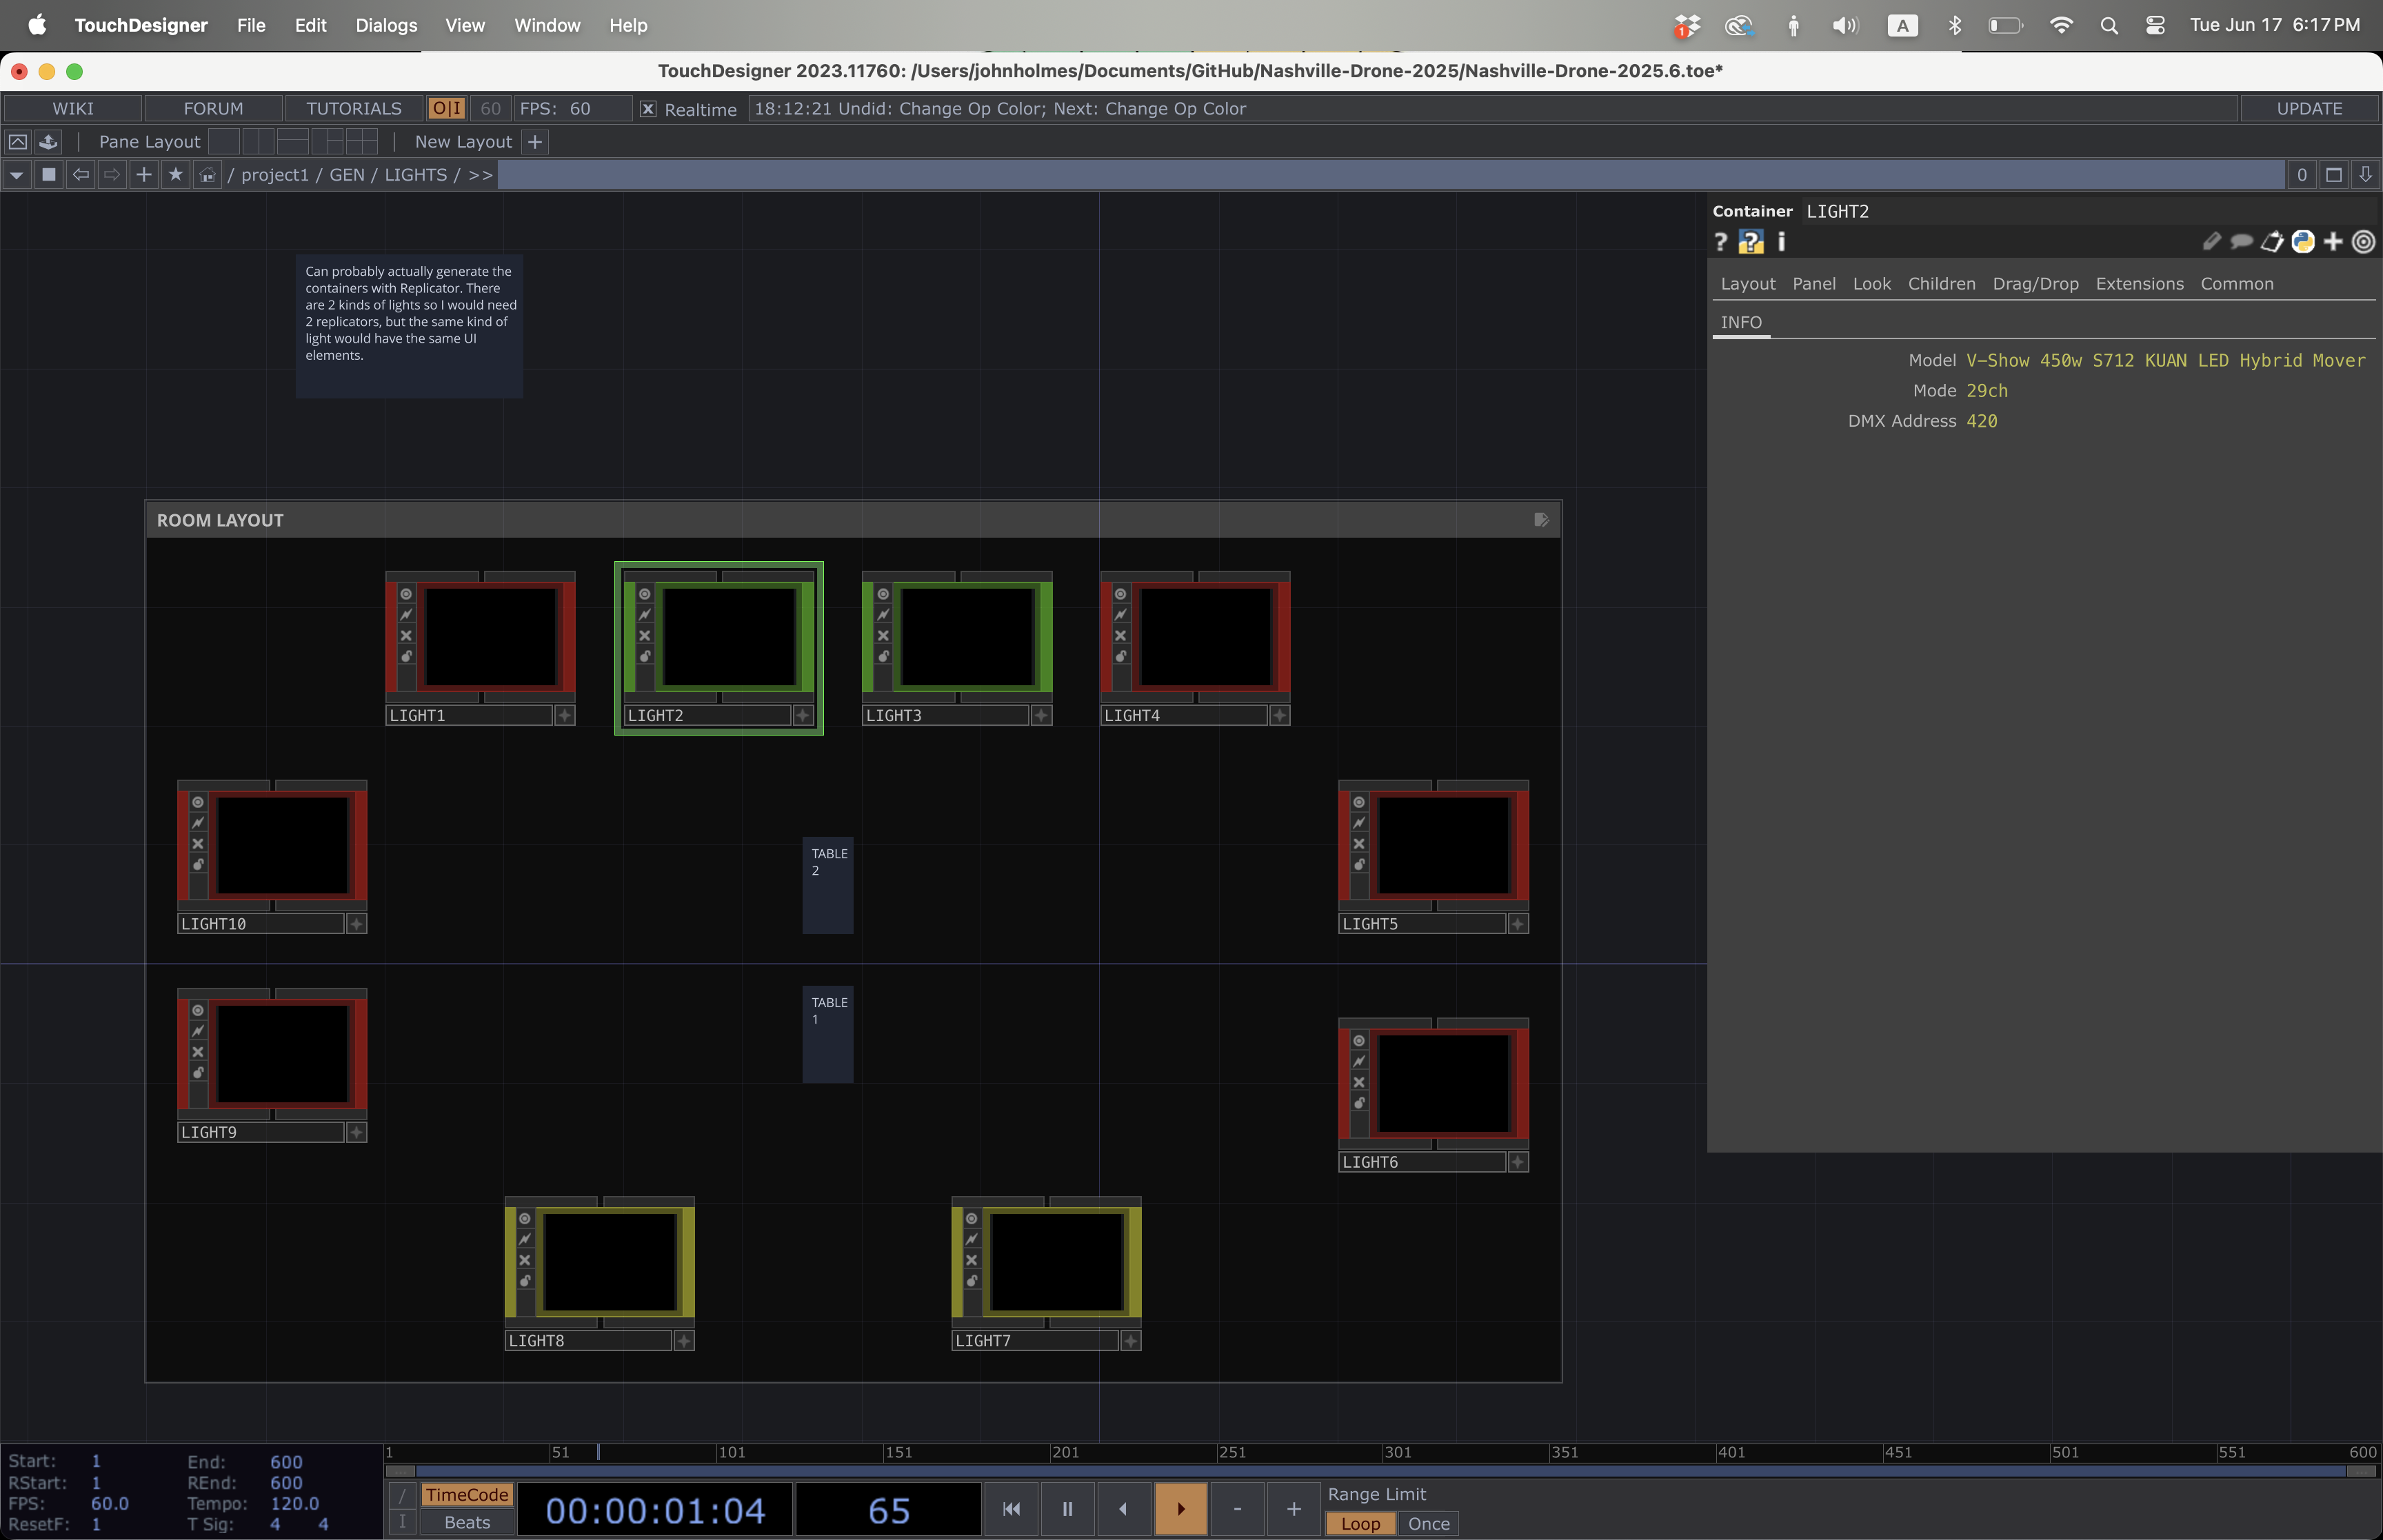 TouchDesigner File Edit Dialogs View Window Help 1 A Tue Jun 17 6:17 PM
TouchDesigner 2023.11760: /Users/johnholmes/Documents/GitHub/Nashville-Drone-2025/Nashville-Drone-2025.6.toe*
WIKI FORUM TUTORIALS O|I 60 FPS: 60 Realtime 18:12:21 Undid: Change Op Color; Next: Change Op Color UPDATE
Pane Layout New Layout +
/ project1 / GEN / LIGHTS / >> 0
Container LIGHT2
? ? i
Layout Panel Look Children Drag/Drop Extensions Common
INFO
Model V-Show 450w S712 KUAN LED Hybrid Mover
Mode 29ch
DMX Address 420
Can probably actually generate the
containers with Replicator. There
are 2 kinds of lights so I would need
2 replicators, but the same kind of
light would have the same UI
elements.
ROOM LAYOUT
LIGHT1 LIGHT2 LIGHT3 LIGHT4
TABLE
2
LIGHT10 LIGHT5
TABLE
1
LIGHT9
LIGHT6
LIGHT8 LIGHT7
1 51 101 151 201 251 301 351 401 451 501 551 600
Start: 1 End: 600
RStart: 1 REnd: 600
FPS: 60.0 Tempo: 120.0
ResetF: 1 T Sig: 4 4
/ TimeCode
I Beats
00:00:01:04 65 - +
Range Limit
Loop Once